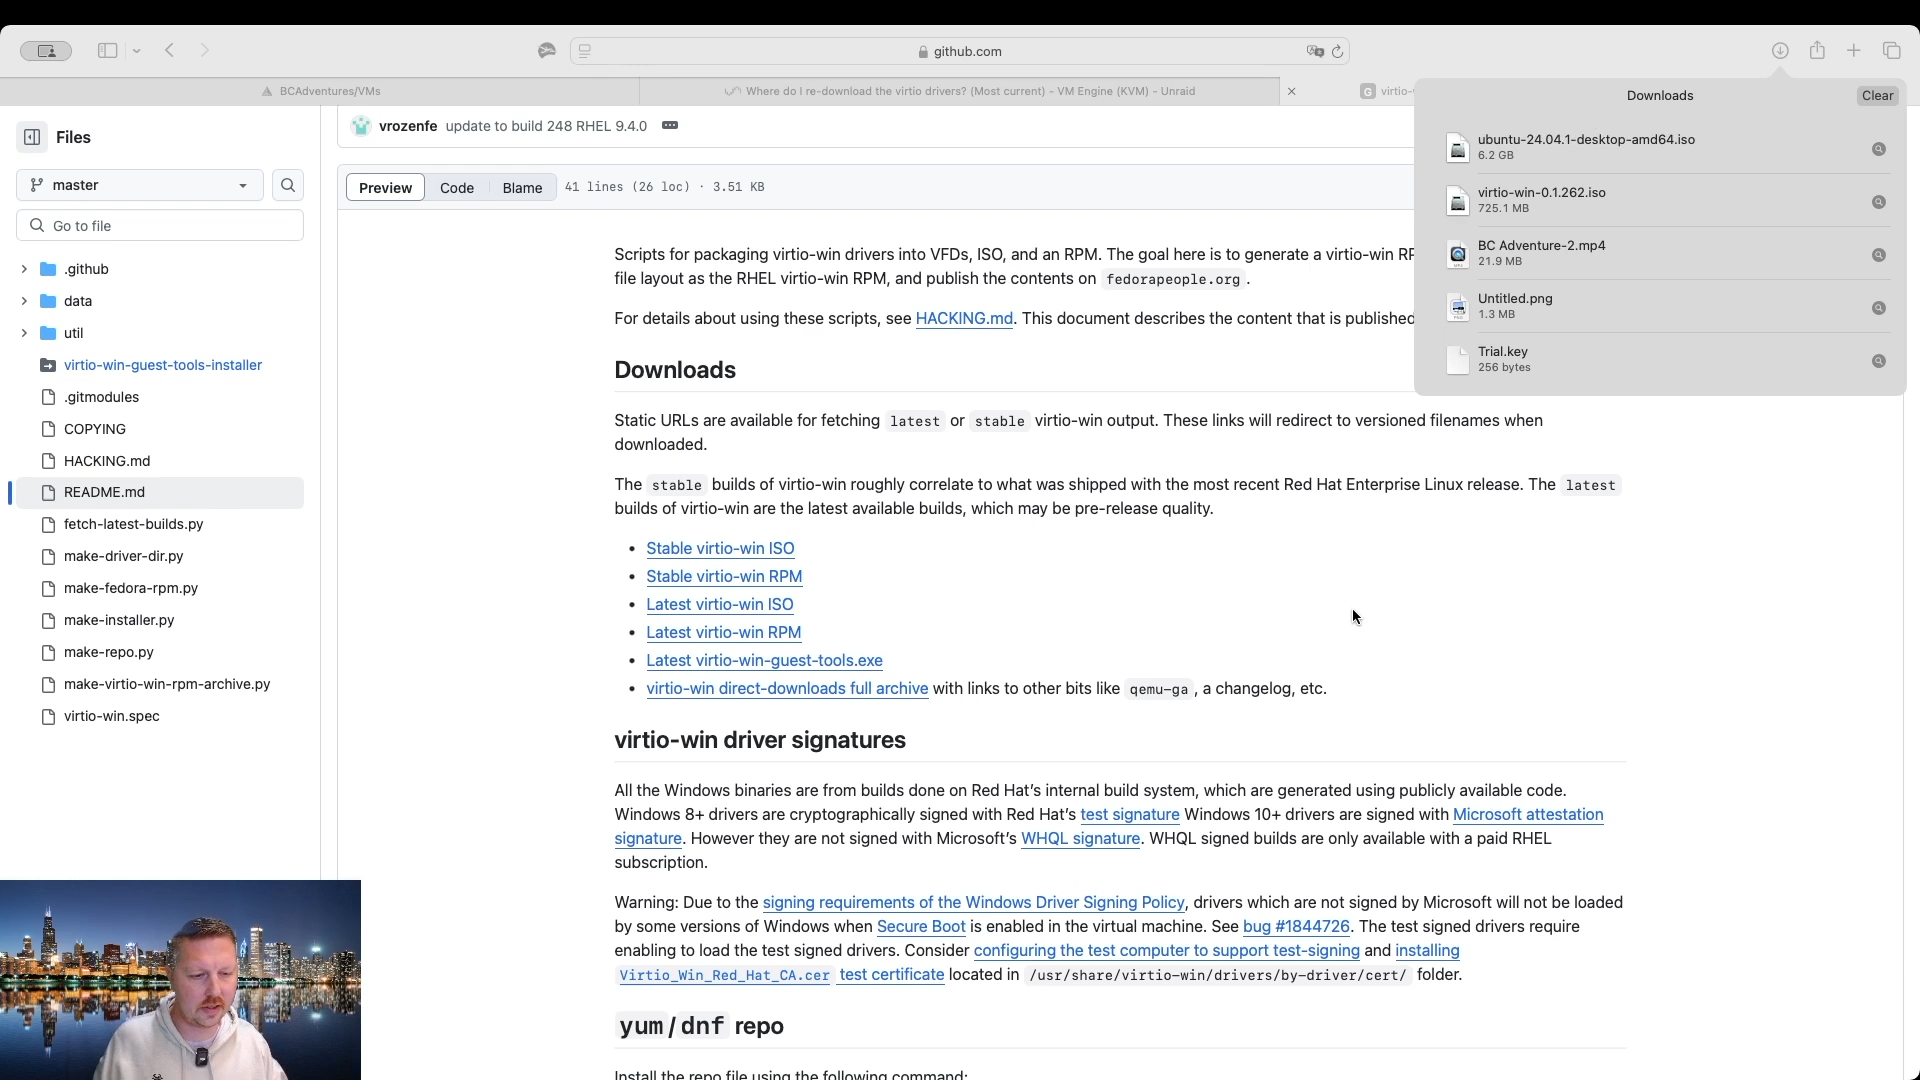 github.com
BCAdventures/VMs
Where do I re-download the virtio drivers? (Most current) - VM Engine (KVM) - Unraid
virtio-
Downloads
Clear
ubuntu-24.04.1-desktop-amd64.iso
6.2 GB
virtio-win-0.1.262.iso
725.1 MB
BC Adventure-2.mp4
21.9 MB
Untitled.png
1.3 MB
Trial.key
256 bytes
Files
master
Go to file
.github
data
util
virtio-win-guest-tools-installer
.gitmodules
COPYING
HACKING.md
README.md
fetch-latest-builds.py
make-driver-dir.py
make-fedora-rpm.py
make-installer.py
make-repo.py
make-virtio-win-rpm-archive.py
virtio-win.spec
vrozenfe update to build 248 RHEL 9.4.0
Preview Code Blame 41 lines (26 loc) · 3.51 KB
Scripts for packaging virtio-win drivers into VFDs, ISO, and an RPM. The goal here is to generate a virtio-win RP
file layout as the RHEL virtio-win RPM, and publish the contents on fedorapeople.org .
For details about using these scripts, see HACKING.md. This document describes the content that is published
Downloads
Static URLs are available for fetching latest or stable virtio-win output. These links will redirect to versioned filenames when
downloaded.
The stable builds of virtio-win roughly correlate to what was shipped with the most recent Red Hat Enterprise Linux release. The latest
builds of virtio-win are the latest available builds, which may be pre-release quality.
• Stable virtio-win ISO
• Stable virtio-win RPM
• Latest virtio-win ISO
• Latest virtio-win RPM
• Latest virtio-win-guest-tools.exe
• virtio-win direct-downloads full archive with links to other bits like qemu-ga , a changelog, etc.
virtio-win driver signatures
All the Windows binaries are from builds done on Red Hat's internal build system, which are generated using publicly available code.
Windows 8+ drivers are cryptographically signed with Red Hat's test signature Windows 10+ drivers are signed with Microsoft attestation
signature. However they are not signed with Microsoft's WHQL signature. WHQL signed builds are only available with a paid RHEL
subscription.
Warning: Due to the signing requirements of the Windows Driver Signing Policy, drivers which are not signed by Microsoft will not be loaded
by some versions of Windows when Secure Boot is enabled in the virtual machine. See bug #1844726. The test signed drivers require
enabling to load the test signed drivers. Consider configuring the test computer to support test-signing and installing
Virtio_Win_Red_Hat_CA.cer test certificate located in /usr/share/virtio-win/drivers/by-driver/cert/ folder.
yum/dnf repo
Install the repo file using the following command: